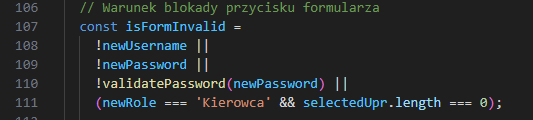 106 // Warunek blokady przycisku formularza
107 const isFormInvalid =
108 !newUsername ||
109 !newPassword ||
110 !validatePassword(newPassword) ||
111 (newRole === 'Kierowca' && selectedUpr.length === 0);